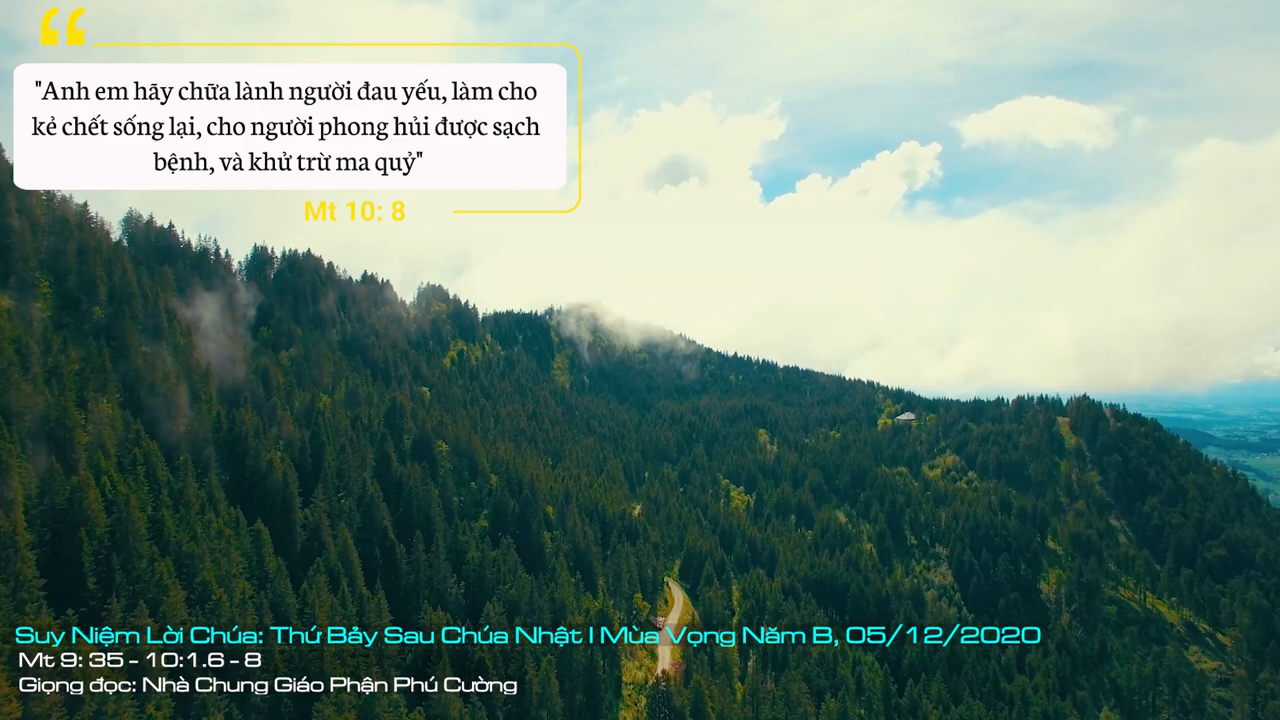 "Anh em hãy chữa lành người đau yếu, làm cho
kẻ chết sống lại, cho người phong hủi được sạch
bệnh, và khử trừ ma quỷ"
Mt 10: 8
Suy Niệm Lời Chúa: Thứ Bảy Sau Chúa Nhật I Mùa Vọng Năm B, 05/12/2020
Mt 9: 35 - 10:1.6 - 8
Giọng đọc: Nhà Chung Giáo Phận Phú Cường